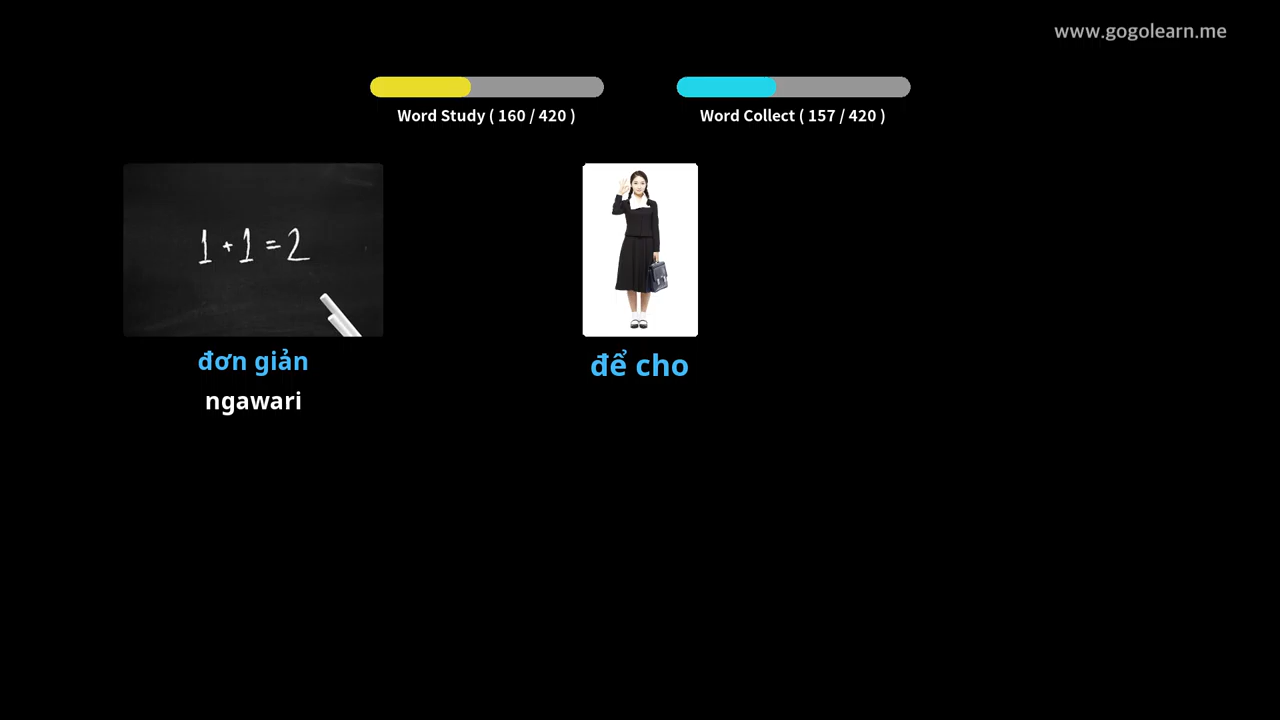 www.gogolearn.me
Word Study ( 160 / 420 )
Word Collect ( 157 / 420 )
1 + 1 = 2
đơn giản
ngawari
để cho